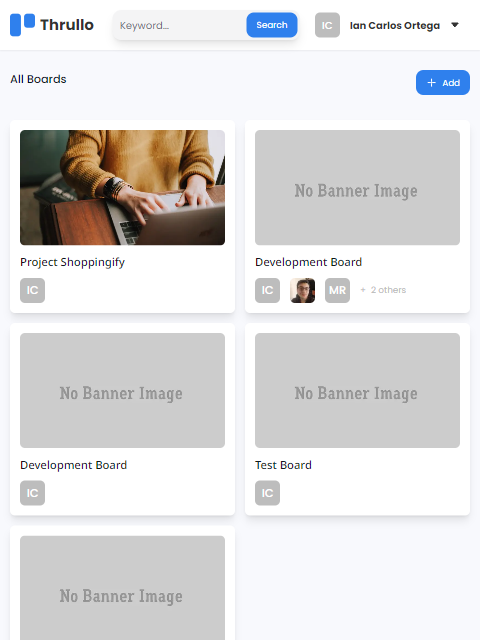 Thrullo
Keyword...
Search
IC
Ian Carlos Ortega
All Boards
+ Add
No Banner Image
Project Shoppingify
Development Board
IC
IC
MR
+ 2 others
No Banner Image
No Banner Image
Development Board
Test Board
IC
IC
No Banner Image